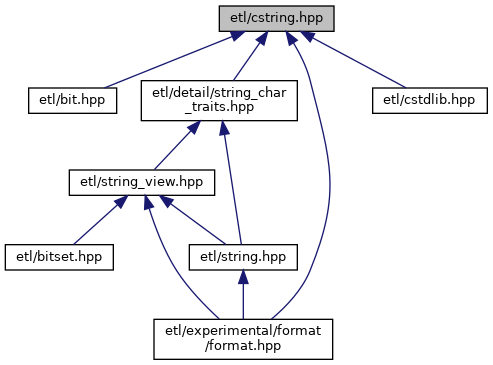 etl/cstring.hpp
etl/bit.hpp
etl/detail/string_char
_traits.hpp
etl/cstdlib.hpp
etl/string_view.hpp
etl/bitset.hpp
etl/string.hpp
etl/experimental/format
/format.hpp